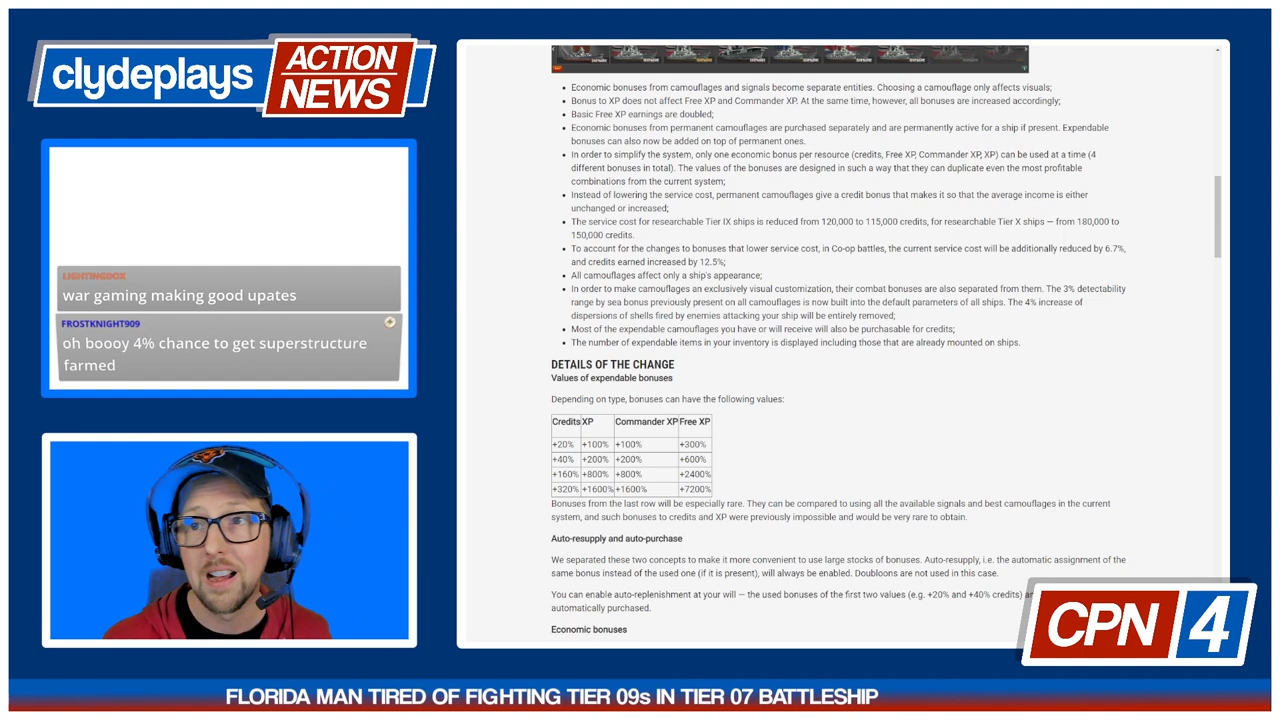 clydeplays
ACTION
NEWS
LIGHTINGDOX
war gaming making good upates
FROSTKNIGHT909
oh boooy 4% chance to get superstructure
farmed
Economic bonuses from camouflages and signals become separate entities. Choosing a camouflage only affects visuals;
Bonus to XP does not affect Free XP and Commander XP. At the same time, however, all bonuses are increased accordingly;
Basic Free XP earnings are doubled;
Economic bonuses from permanent camouflages are purchased separately and are permanently active for a ship if present. Expendable
bonuses can also now be added on top of permanent ones.
In order to simplify the system, only one economic bonus per resource (credits, Free XP, Commander XP, XP) can be used at a time (4
different bonuses in total). The values of the bonuses are designed in such a way that they can duplicate even the most profitable
combinations from the current system;
Instead of lowering the service cost, permanent camouflages give a credit bonus that makes it so that the average income is either
unchanged or increased;
The service cost for researchable Tier IX ships is reduced from 120,000 to 115,000 credits, for researchable Tier X ships — from 180,000 to
150,000 credits.
To account for the changes to bonuses that lower service cost, in Co-op battles, the current service cost will be additionally reduced by 6.7%,
and credits earned increased by 12.5%;
All camouflages affect only a ship's appearance;
In order to make camouflages an exclusively visual customization, their combat bonuses are also separated from them. The 3% detectability
range by sea bonus previously present on all camouflages is now built into the default parameters of all ships. The 4% increase of
dispersions of shells fired by enemies attacking your ship will be entirely removed;
Most of the expendable camouflages you have or will receive will also be purchasable for credits;
The number of expendable items in your inventory is displayed including those that are already mounted on ships.
DETAILS OF THE CHANGE
Values of expendable bonuses
Depending on type, bonuses can have the following values:
Credits XP Commander XP Free XP
+20% +100% +100% +300%
+40% +200% +200% +600%
+160% +800% +800% +2400%
+320% +1600% +1600% +7200%
Bonuses from the last row will be especially rare. They can be compared to using all the available signals and best camouflages in the current
system, and such bonuses to credits and XP were previously impossible and would be very rare to obtain.
Auto-resupply and auto-purchase
We separated these two concepts to make it more convenient to use large stocks of bonuses. Auto-resupply, i.e. the automatic assignment of the
same bonus instead of the used one (if it is present), will always be enabled. Doubloons are not used in this case.
You can enable auto-replenishment at your will — the used bonuses of the first two values (e.g. +20% and +40% credits)
automatically purchased.
Economic bonuses
CPN 4
FLORIDA MAN TIRED OF FIGHTING TIER 09s IN TIER 07 BATTLESHIP